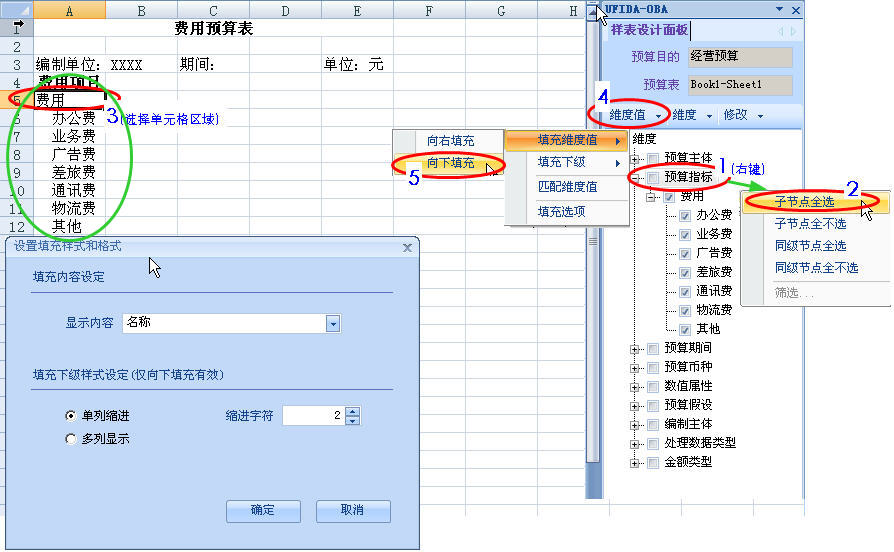 A B C D E F G H
1 费用预算表
2
3 编制单位: XXXX 期间: 单位: 元
4 费用项目
5 费用
6 办公费
7 业务费
8 广告费
9 差旅费
10 通讯费
11 物流费
12 其他
3(选择单元格区域)
设置填充样式和格式
填充内容设定
显示内容 名称
填充下级样式设定(仅向下填充有效)
单列缩进 缩进字符 2
多列显示
确定 取消
向右填充
向下填充
5
填充维度值
填充下级
匹配维度值
填充选项
UFIDA-OBA
样表设计面板
预算目的 经营预算
预算表 Book1-Sheet1
4
维度值 维度 修改
维度
预算主体
预算指标
1(右键)
费用
办公费
业务费
广告费
差旅费
通讯费
物流费
其他
预算期间
预算币种
数值属性
预算假设
编制主体
处理数据类型
金额类型
2
子节点全选
子节点全不选
同级节点全选
同级节点全不选
筛选...